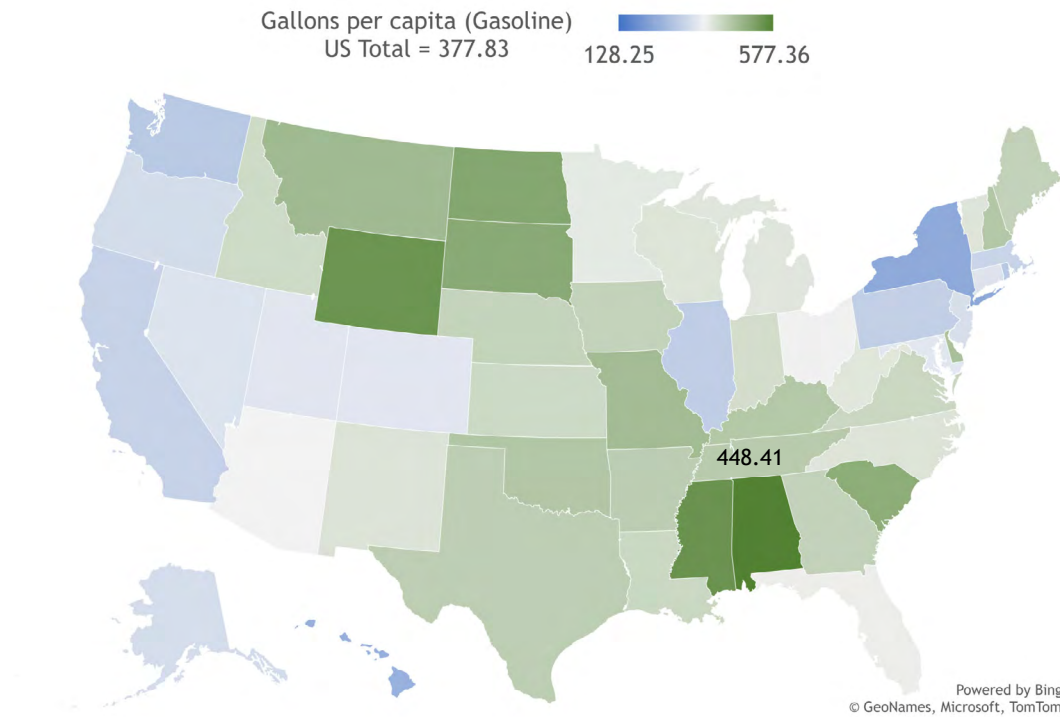 Gallons per capita (Gasoline)
US Total = 377.83
128.25 577.36
448.41
Powered by Bing
© GeoNames, Microsoft, TomTom